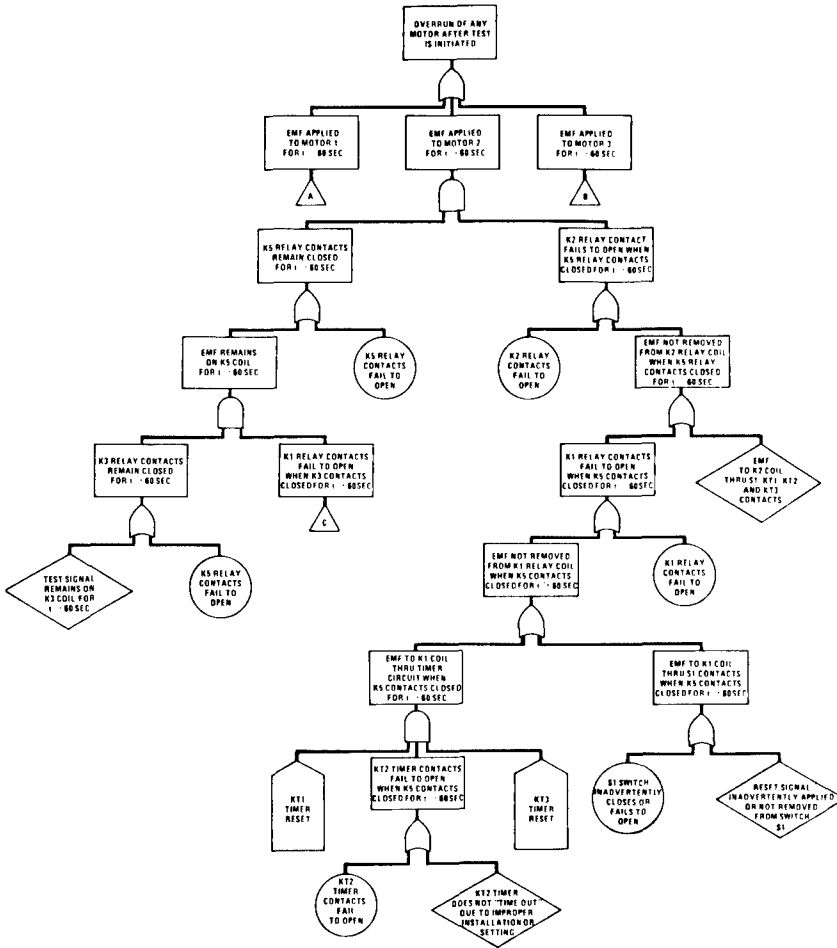 OVERRUN OF ANY
MOTOR AFTER TEST
IS INITIATED
EMF APPLIED
TO MOTOR 1
FOR t > 60 SEC
EMF APPLIED
TO MOTOR 2
FOR t > 60 SEC
EMF APPLIED
TO MOTOR 3
FOR t > 60 SEC
A
B
K5 RELAY CONTACTS
REMAIN CLOSED
FOR t > 60 SEC
K2 RELAY CONTACT
FAILS TO OPEN WHEN
K5 RELAY CONTACTS
CLOSED FOR t > 60 SEC
EMF REMAINS
ON K5 COIL
FOR t > 60 SEC
K5 RELAY
CONTACTS
FAIL TO
OPEN
K2 RELAY
CONTACTS
FAIL TO
OPEN
EMF NOT REMOVED
FROM K2 RELAY COIL
WHEN K5 RELAY
CONTACTS CLOSED
FOR t > 60 SEC
K3 RELAY CONTACTS
REMAIN CLOSED
FOR t > 60 SEC
K1 RELAY CONTACTS
FAIL TO OPEN
WHEN K3 CONTACTS
CLOSED FOR t > 60 SEC
K1 RELAY CONTACTS
FAIL TO OPEN
WHEN K5 CONTACTS
CLOSED FOR t > 60 SEC
EMF
TO K2 COIL
THRU S1 KT1 KT2
AND KT3
CONTACTS
C
TEST SIGNAL
REMAINS ON
K3 COIL FOR
t > 60 SEC
K5 RELAY
CONTACTS
FAIL TO
OPEN
EMF NOT REMOVED
FROM K1 RELAY COIL
WHEN K5 CONTACTS
CLOSED FOR t > 60 SEC
K1 RELAY
CONTACTS
FAIL TO
OPEN
EMF TO K1 COIL
THRU TIMER
CIRCUIT WHEN
K5 CONTACTS CLOSED
FOR t > 60 SEC
EMF TO K1 COIL
THRU S1 CONTACTS
WHEN K5 CONTACTS
CLOSED FOR t > 60 SEC
KT1
TIMER
RESET
KT2 TIMER CONTACTS
FAIL TO OPEN
WHEN K5 CONTACTS
CLOSED FOR t > 60 SEC
KT3
TIMER
RESET
S1 SWITCH
INADVERTENTLY
CLOSES OR
FAILS TO
OPEN
RESET SIGNAL
INADVERTENTLY APPLIED
OR NOT REMOVED
FROM SWITCH
S1
KT2
TIMER
CONTACTS
FAIL
TO OPEN
KT2 TIMER
DOES NOT "TIME OUT"
DUE TO IMPROPER
INSTALLATION OR
SETTING